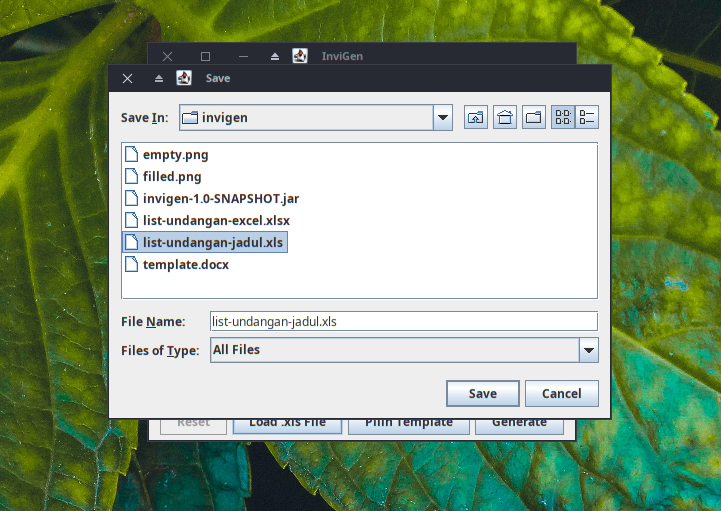 InviGen
Save
Save In: invigen
empty.png
filled.png
invigen-1.0-SNAPSHOT.jar
list-undangan-excel.xlsx
list-undangan-jadul.xls
template.docx
File Name: list-undangan-jadul.xls
Files of Type: All Files
Save Cancel
Reset Load .xls File Pilih Template Generate